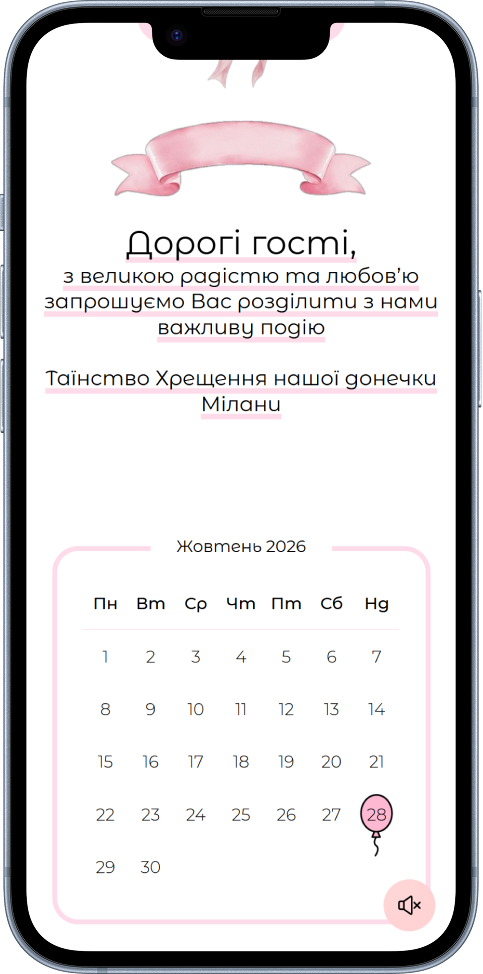 Дорогі гості,
з великою радістю та любов’ю
запрошуємо Вас розділити з нами
важливу подію
Таїнство Хрещення нашої донечки
Мілани
Жовтень 2026
Пн Вт Ср Чт Пт Сб Нд
1 2 3 4 5 6 7
8 9 10 11 12 13 14
15 16 17 18 19 20 21
22 23 24 25 26 27 28
29 30